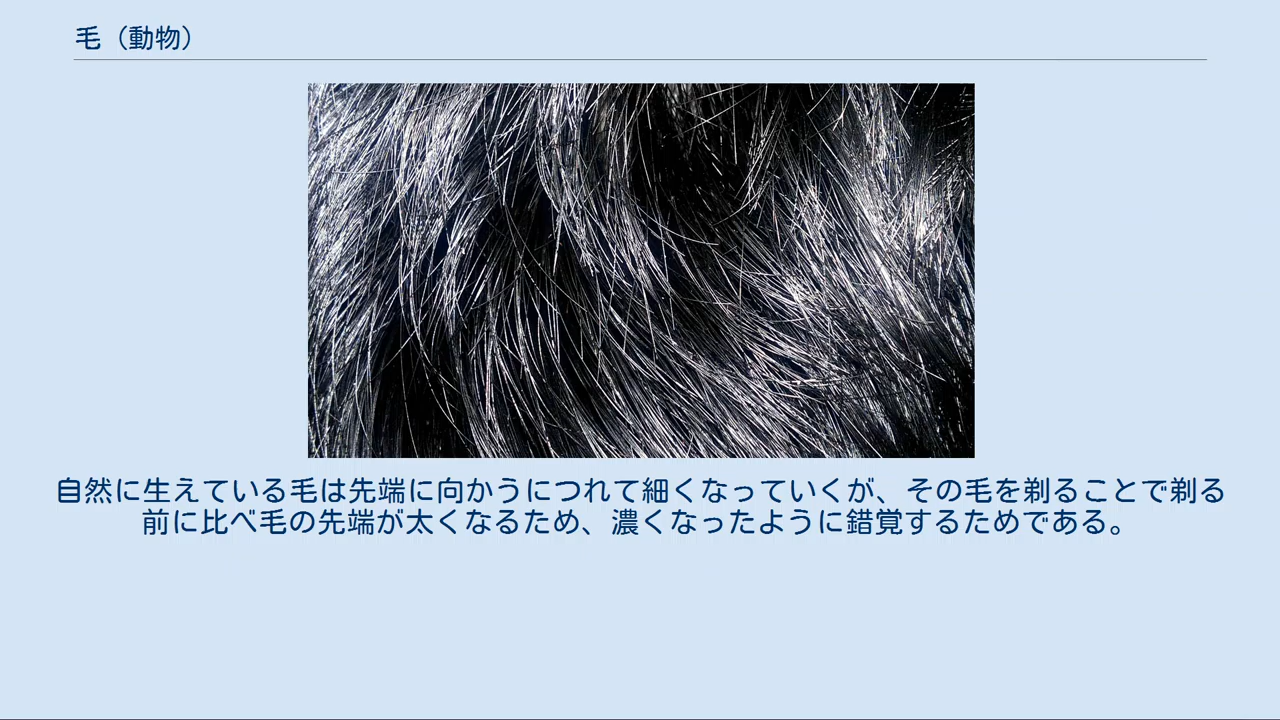 毛（動物）
自然に生えている毛は先端に向かうにつれて細くなっていくが、その毛を剃ることで剃る
前に比べ毛の先端が太くなるため、濃くなったように錯覚するためである。